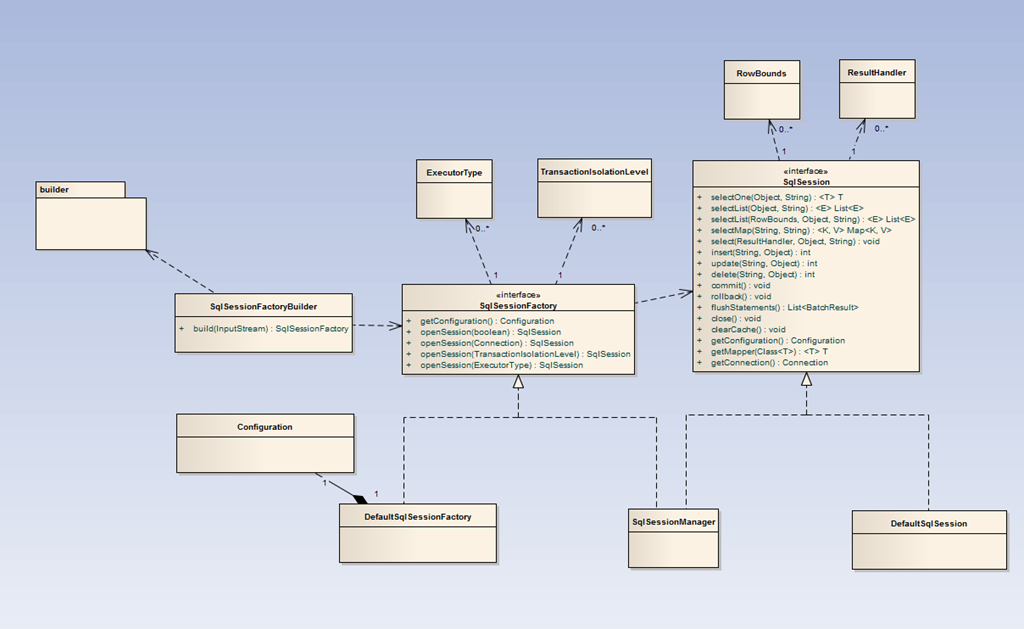 RowBounds
ResultHandler
0..*
0..*
1
1
ExecutorType
TransactionIsolationLevel
0..*
0..*
1
1
builder
«interface»
SqlSession
+ selectOne(Object, String) : <T> T
+ selectList(Object, String) : <E> List<E>
+ selectList(RowBounds, Object, String) : <E> List<E>
+ selectMap(String, String) : <K, V> Map<K, V>
+ select(ResultHandler, Object, String) : void
+ insert(String, Object) : int
+ update(String, Object) : int
+ delete(String, Object) : int
+ commit() : void
+ rollback() : void
+ flushStatements() : List<BatchResult>
+ close() : void
+ clearCache() : void
+ getConfiguration() : Configuration
+ getMapper(Class<T>) : <T> T
+ getConnection() : Connection
SqlSessionFactoryBuilder
+ build(InputStream) : SqlSessionFactory
«interface»
SqlSessionFactory
+ getConfiguration() : Configuration
+ openSession(boolean) : SqlSession
+ openSession(Connection) : SqlSession
+ openSession(TransactionIsolationLevel) : SqlSession
+ openSession(ExecutorType) : SqlSession
Configuration
1
1
DefaultSqlSessionFactory
SqlSessionManager
DefaultSqlSession